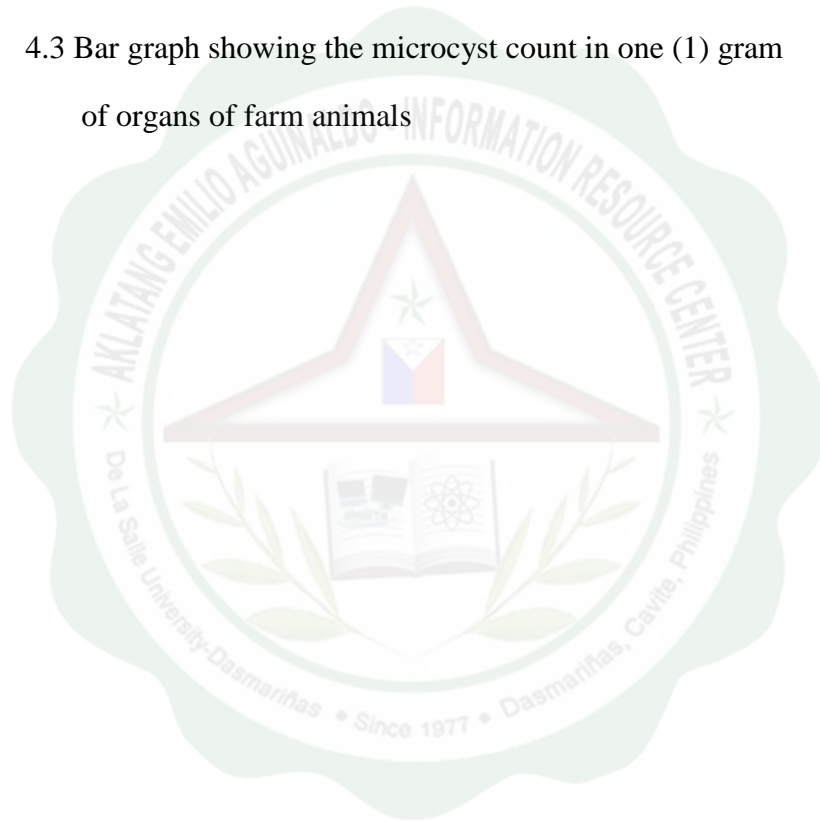 4.3 Bar graph showing the microcyst count in one (1) gram
of organs of farm animals
AKLATANG EMILIO AGUINALDO - INFORMATION RESOURCE CENTER
De La Salle University-Dasmariñas • Since 1977 • Dasmariñas, Cavite, Philippines